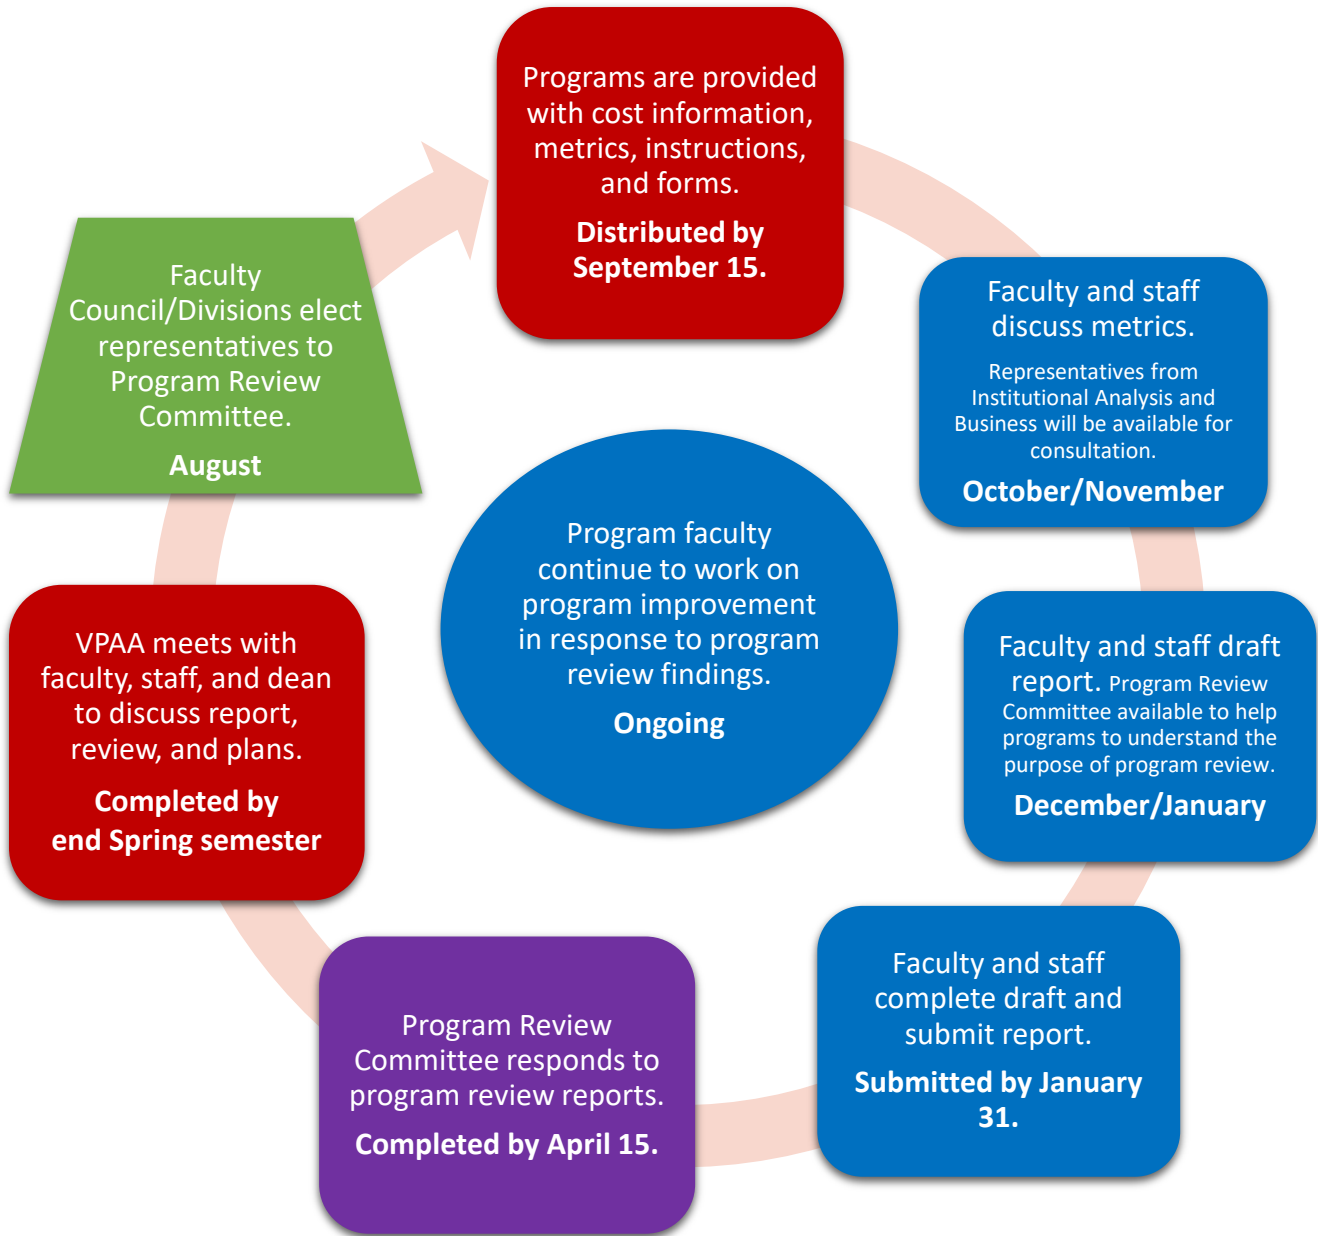 Programs are provided
with cost information,
metrics, instructions,
and forms.
Distributed by
September 15.
Faculty and staff
discuss metrics.
Representatives from
Institutional Analysis and
Business will be available for
consultation.
October/November
Faculty and staff draft
report. Program Review
Committee available to help
programs to understand the
purpose of program review.
December/January
Faculty and staff
complete draft and
submit report.
Submitted by January
31.
Program Review
Committee responds to
program review reports.
Completed by April 15.
VPAA meets with
faculty, staff, and dean
to discuss report,
review, and plans.
Completed by
end Spring semester
Faculty
Council/Divisions elect
representatives to
Program Review
Committee.
August
Program faculty
continue to work on
program improvement
in response to program
review findings.
Ongoing